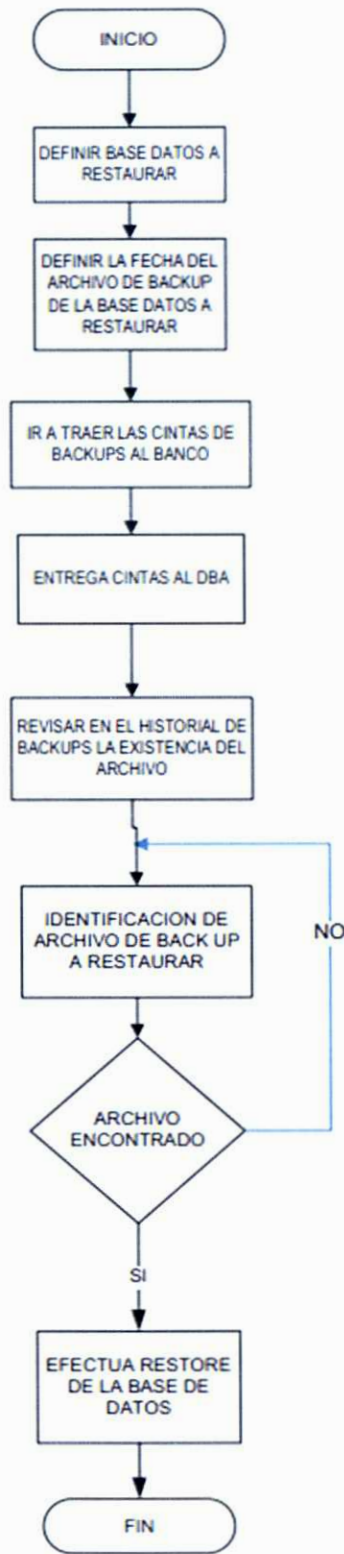 INICIO
DEFINIR BASE DATOS A
RESTAURAR
DEFINIR LA FECHA DEL
ARCHIVO DE BACKUP
DE LA BASE DATOS A
RESTAURAR
IR A TRAER LAS CINTAS DE
BACKUPS AL BANCO
ENTREGA CINTAS AL DBA
REVISAR EN EL HISTORIAL DE
BACKUPS LA EXISTENCIA DEL
ARCHIVO
IDENTIFICACION DE
ARCHIVO DE BACK UP
A RESTAURAR
NO
ARCHIVO
ENCONTRADO
SI
EFECTUA RESTORE
DE LA BASE DE
DATOS
FIN